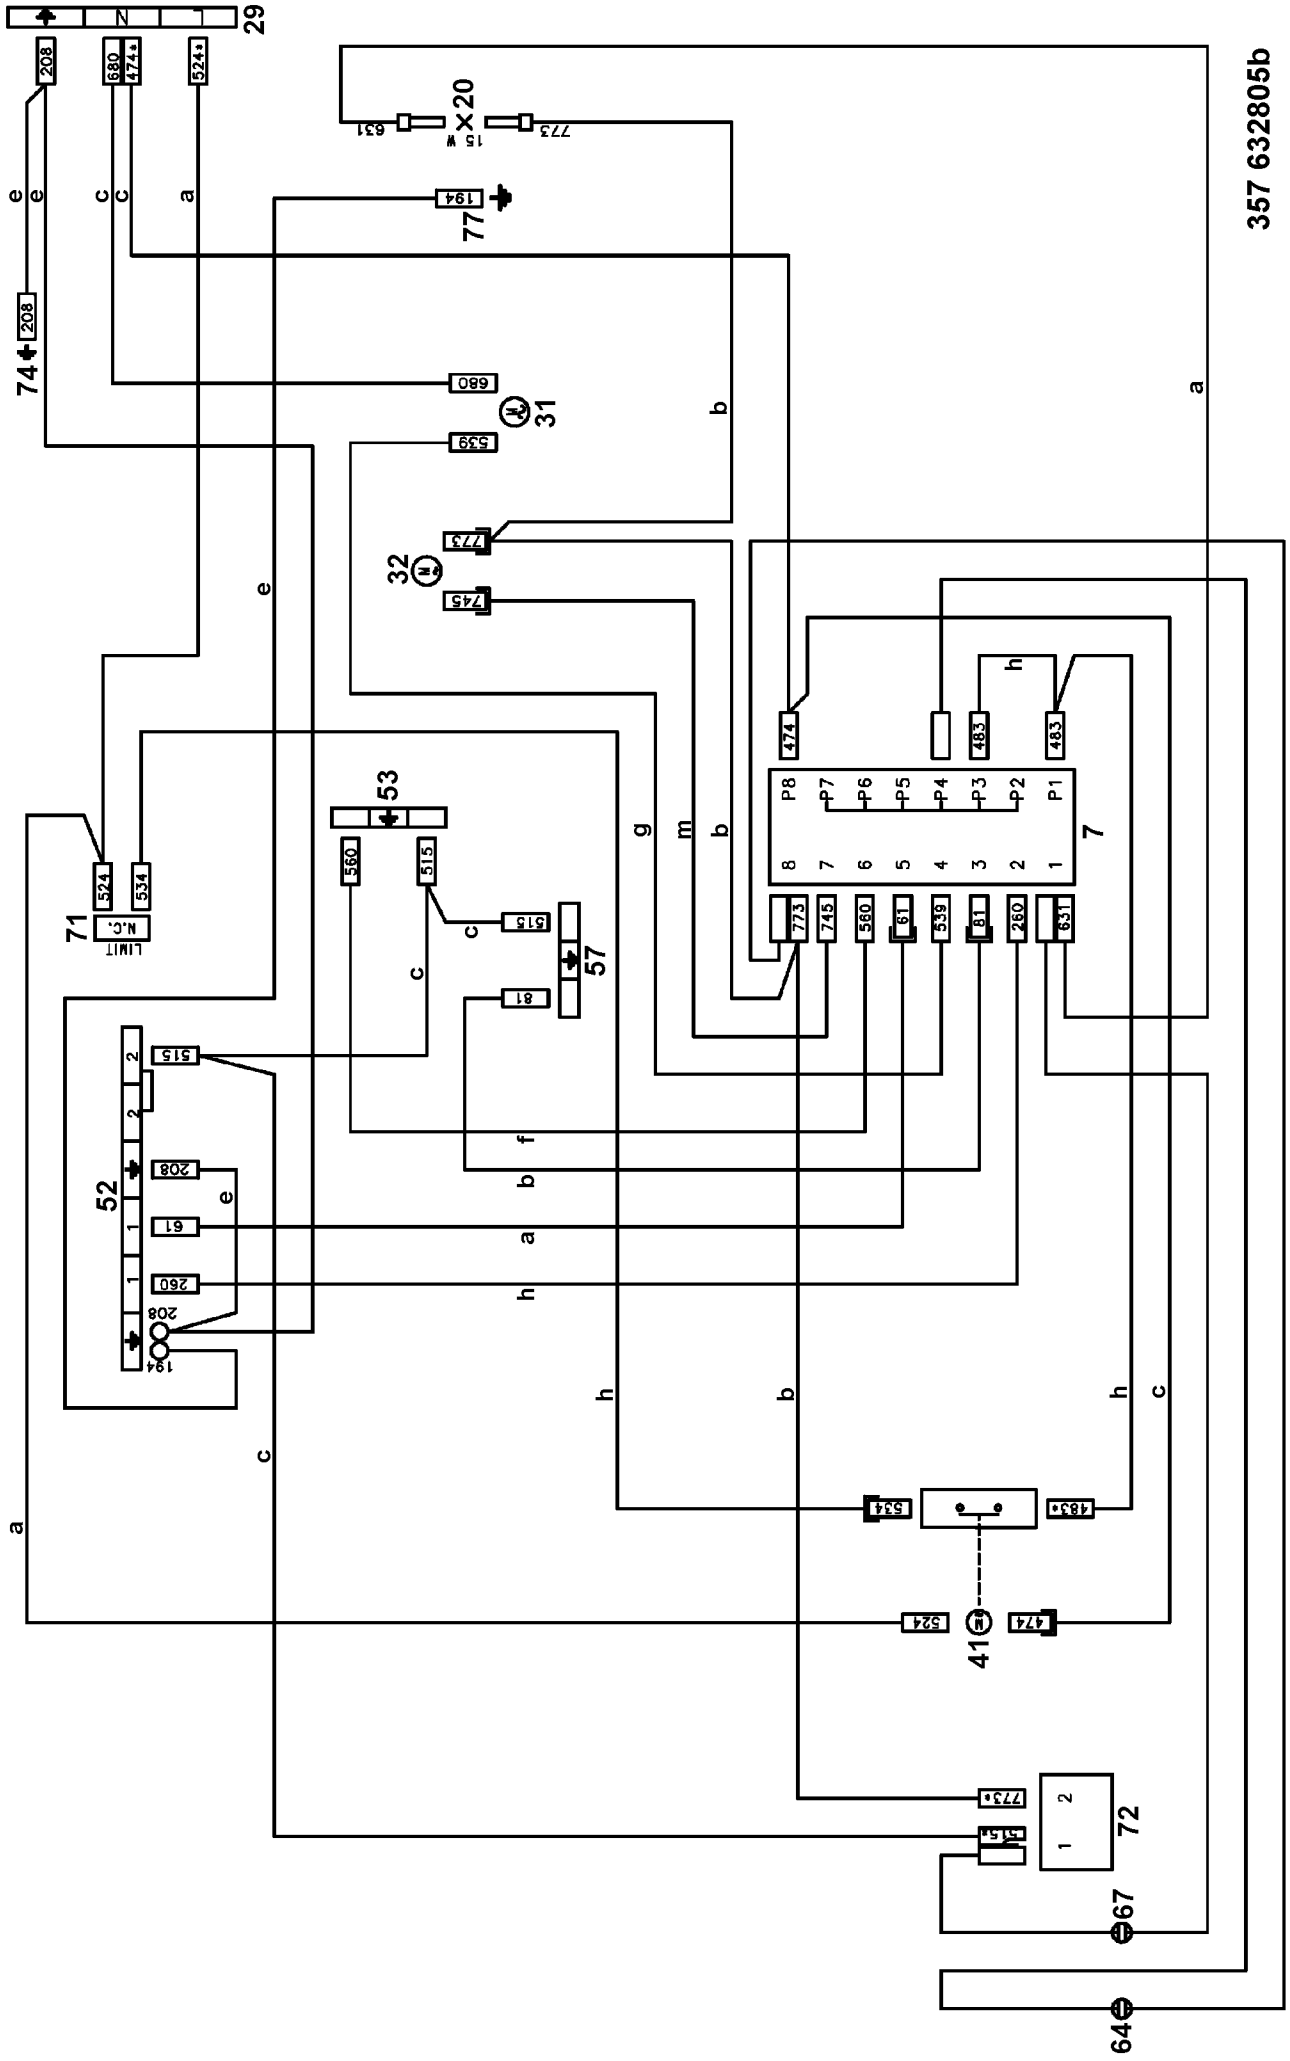 29
N
L
208
680
474*
524*
e
e
c
c
a
631
20
15 W
773
357 632805b
194
77
208
74
680
31
539
b
a
773
32
745
e
h
474
483
483
53
g
m
b
P8
P7
P6
P5
P4
P3
P2
P1
7
8
7
6
5
4
3
2
1
560
515
71
524
534
N.C.
LIMIT
773
745
560
61
539
81
260
631
515
c
57
81
c
2
2
1
1
52
515
208
61
260
208
194
e
f
b
a
h
h
b
h
c
c
a
534
483*
524
41
474
M
M
M
773*
515*
2
1
72
67
64